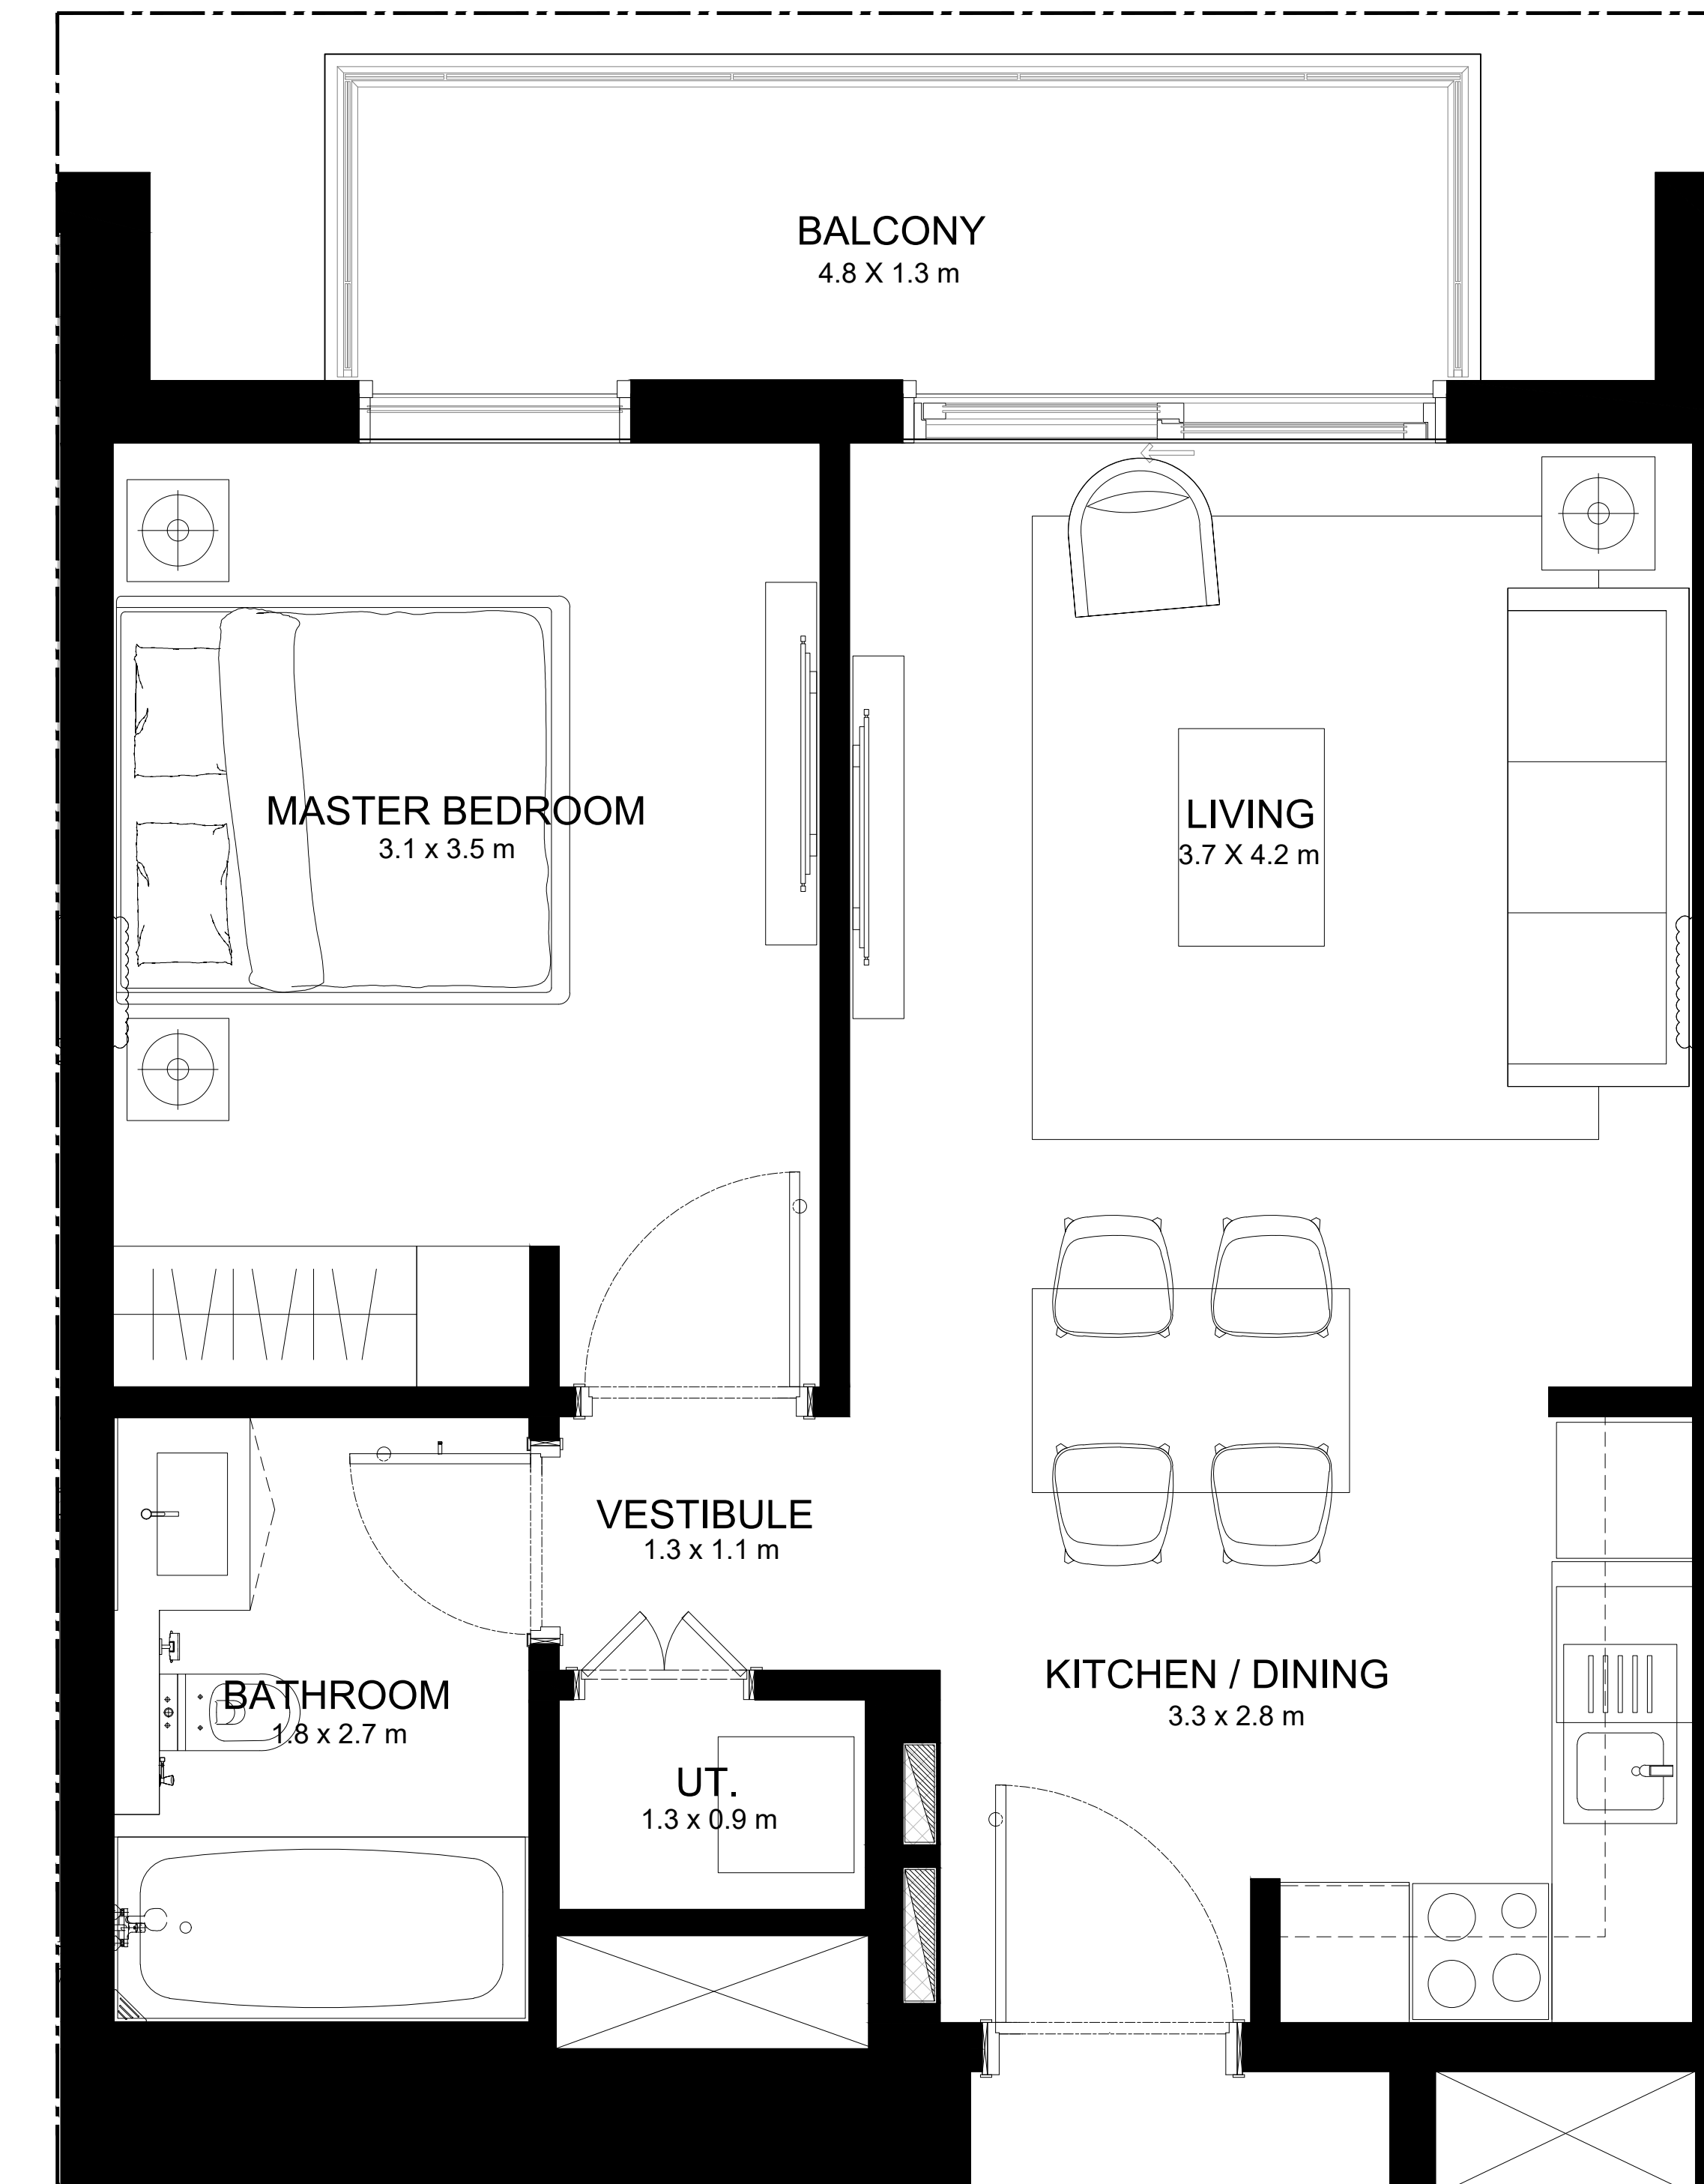 BALCONY
4.8 X 1.3 m
MASTER BEDROOM
3.1 x 3.5 m
LIVING
3.7 X 4.2 m
VESTIBULE
1.3 x 1.1 m
KITCHEN / DINING
3.3 x 2.8 m
BATHROOM
1.8 x 2.7 m
UT.
1.3 x 0.9 m